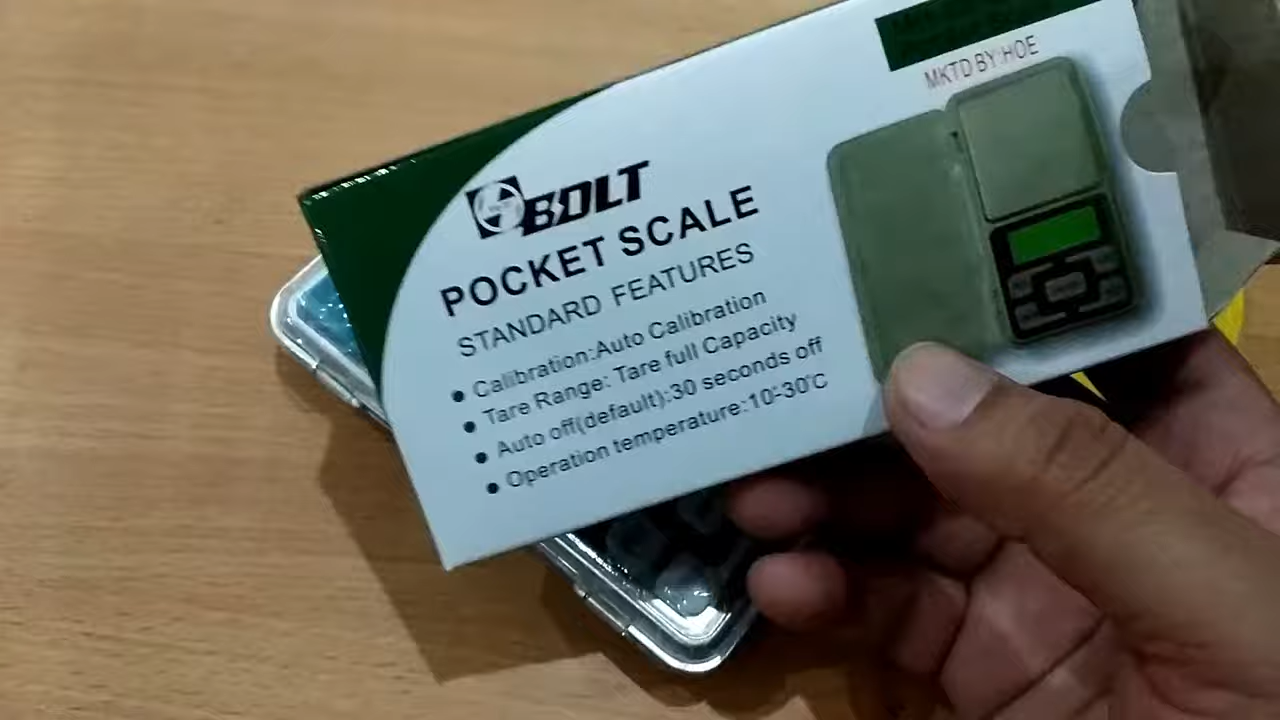 MKTD BY:HOE
BOLT
POCKET SCALE
STANDARD FEATURES
Calibration:Auto Calibration
Tare Range: Tare full Capacity
Auto off(default):30 seconds off
Operation temperature:10°-30°C